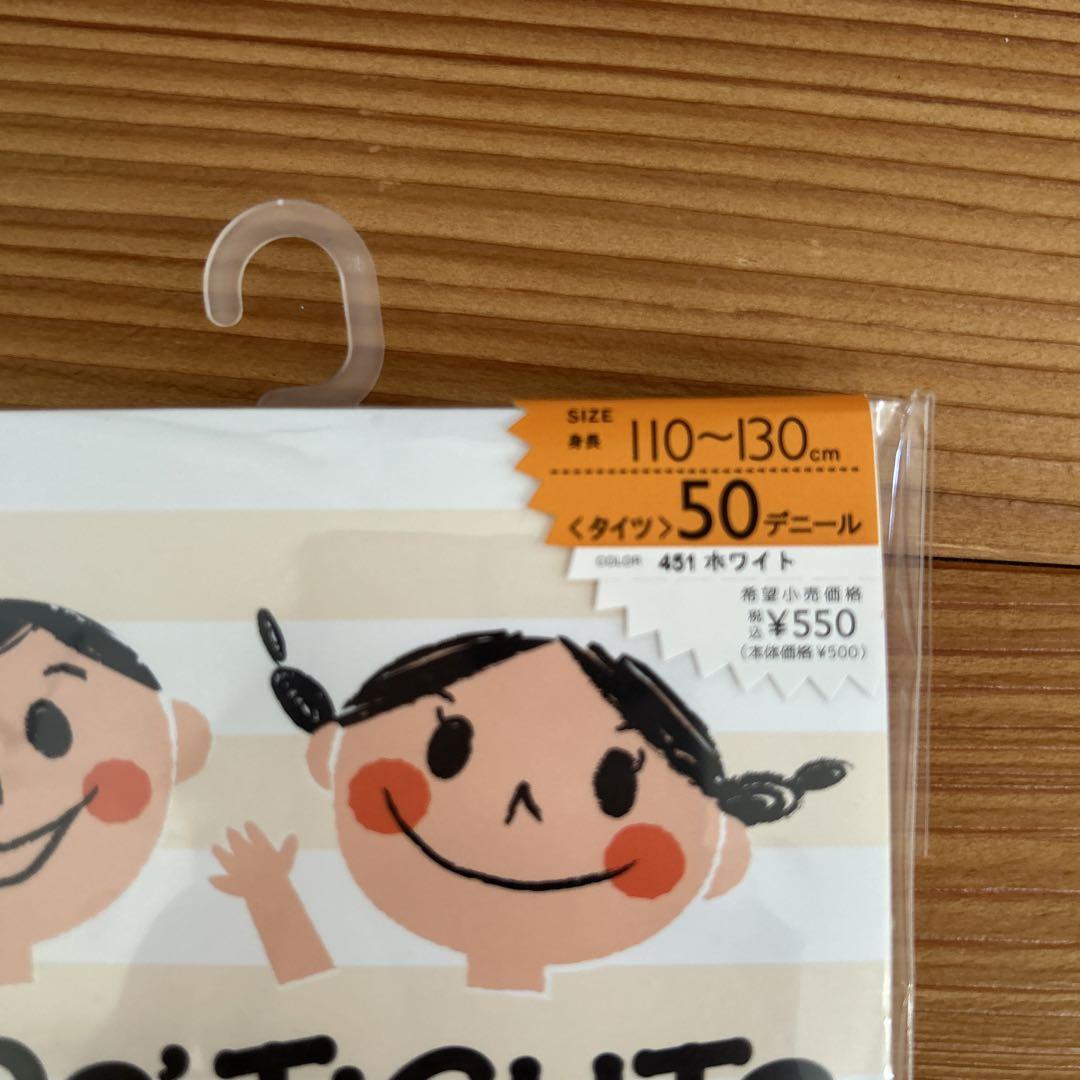 SIZE
身長 110〜130cm
〈タイツ〉50デニール
COLOR 451 ホワイト
希望小売価格
税込 ¥550
(本体価格¥500)